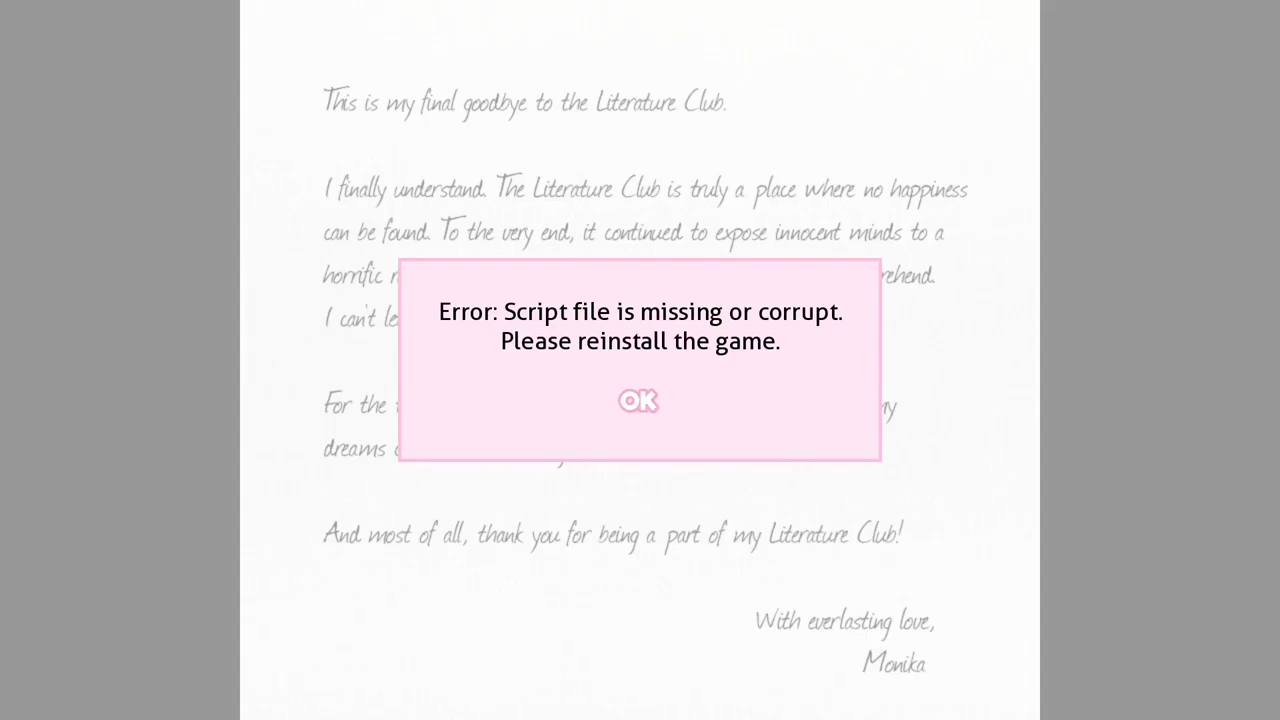 This is my final goodbye to the Literature Club.
I finally understand. The Literature Club is truly a place where no happiness
can be found. To the very end, it continued to expose innocent minds to a
horrific
I can't
Error: Script file is missing or corrupt.
Please reinstall the game.
OK
For the
dreams
And most of all, thank you for being a part of my Literature Club!
With everlasting love,
Monika